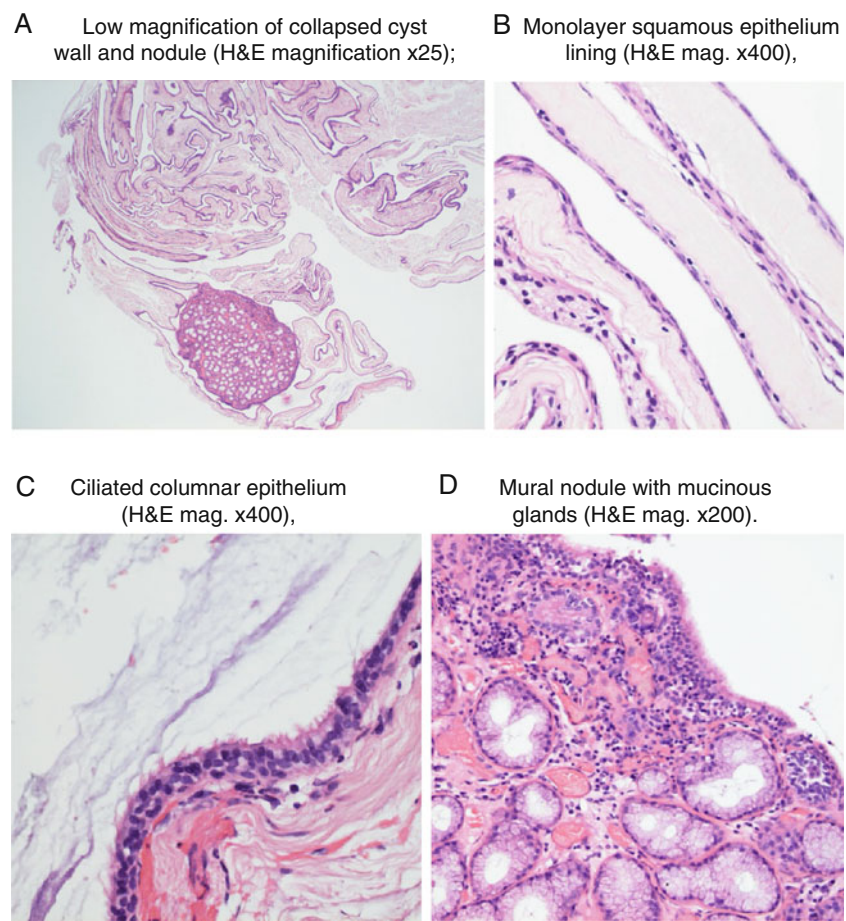 A Low magnification of collapsed cyst
wall and nodule (H&E magnification x25);
B Monolayer squamous epithelium
lining (H&E mag. x400),
C Ciliated columnar epithelium
(H&E mag. x400),
D Mural nodule with mucinous
glands (H&E mag. x200).